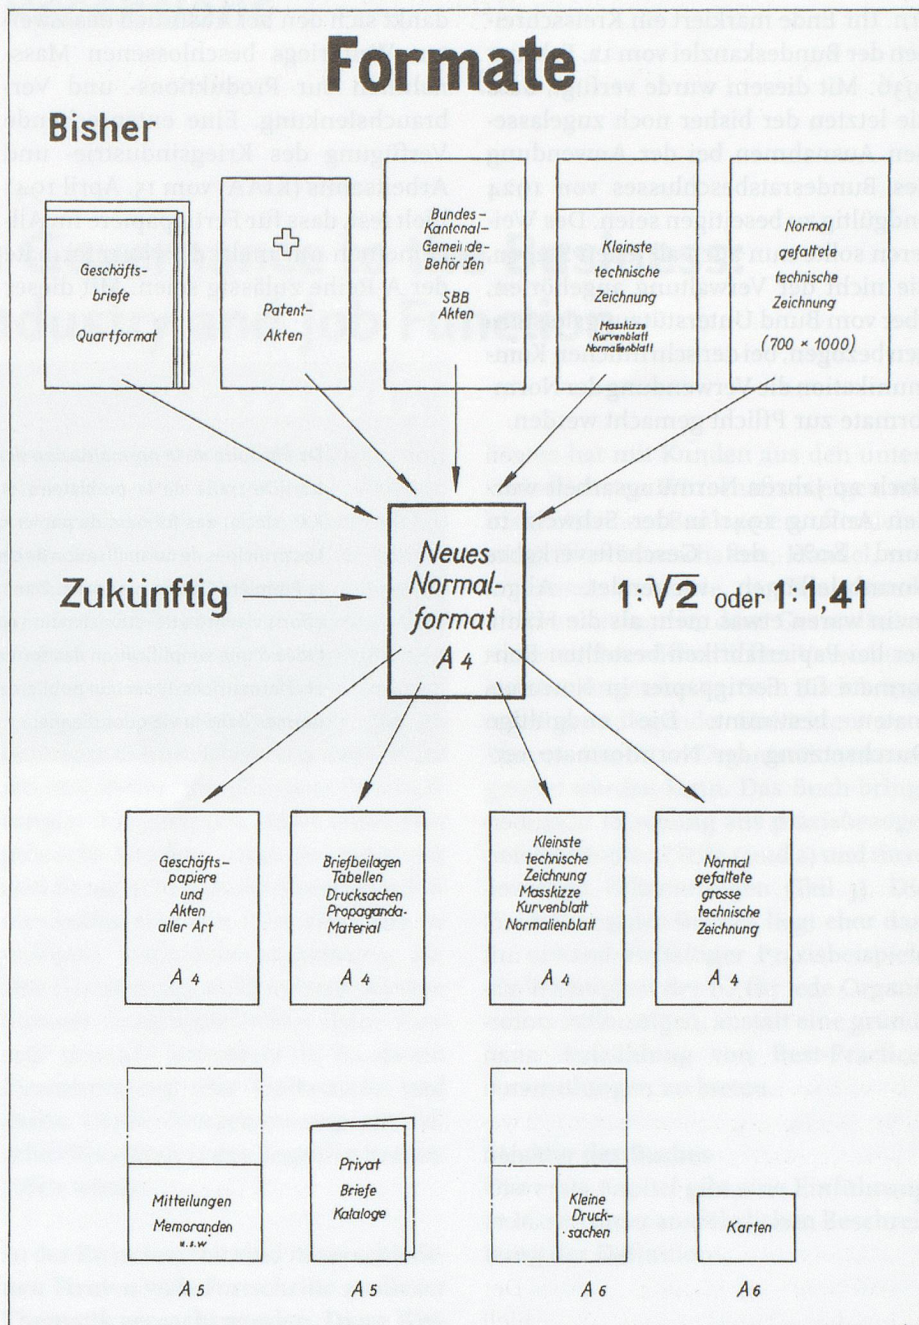 Formate
Bisher
Geschäfts-
briefe
Quartformat
Patent-
Akten
Bundes-
Kantonal-
Gemeinde-
Behörden
SBB
Akten
Kleinste
technische
Zeichnung
Masskizze
Kurvenblatt
Normalienblatt
Normal
gefaltete
technische
Zeichnung
(700 × 1000)
Zukünftig
Neues
Normal-
format
A 4
1:√2 oder 1:1,41
Geschäfts-
papiere
und
Akten
aller Art
A 4
Briefbeilagen
Tabellen
Drucksachen
Propaganda-
Material
A 4
Kleinste
technische
Zeichnung
Masskizze
Kurvenblatt
Normalienblatt
A 4
Normal
gefaltete
grosse
technische
Zeichnung
A 4
Mitteilungen
Memoranden
u.s.w
A 5
Privat
Briefe
Kataloge
A 5
Kleine
Druck-
sachen
A 6
Karten
A 6